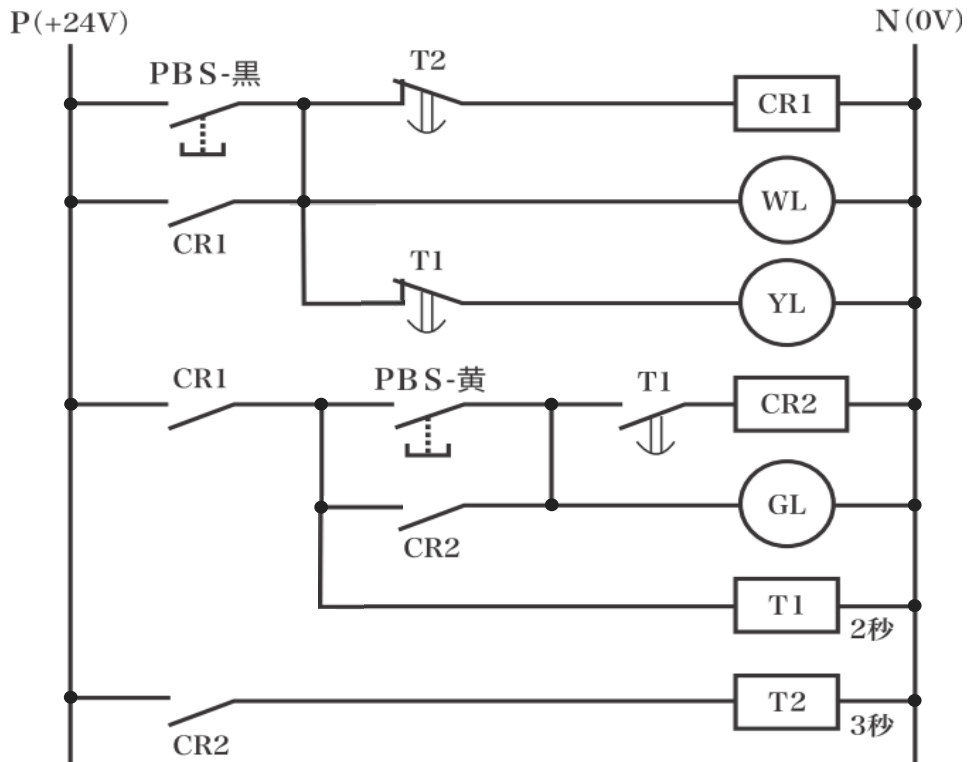 P(+24V)
N(0V)
PBS-黒
T2
CR1
CR1
WL
T1
YL
CR1
PBS-黄
T1
CR2
CR2
GL
T1
2秒
CR2
T2
3秒